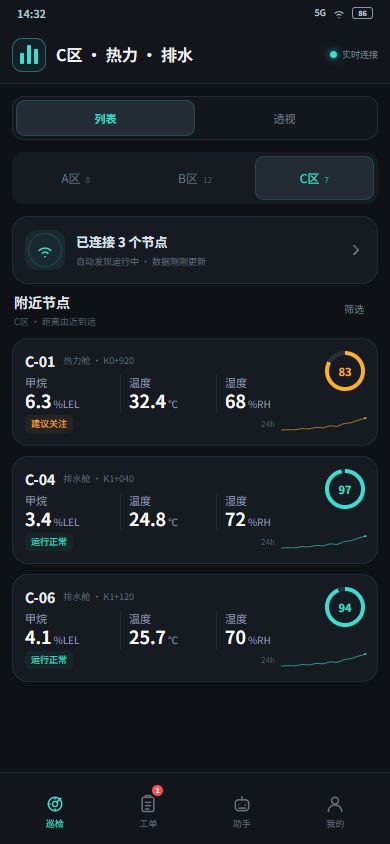 14:32
5G 86
C区 · 热力 · 排水
实时连接
列表 透视
A区 8 B区 12 C区 7
已连接 3 个节点
自动发现运行中 · 数据刚刚更新
附近节点
C区 · 距离由近到远
筛选
C-01 热力舱 · K0+920
83
甲烷 温度 湿度
6.3 %LEL 32.4 °C 68 %RH
建议关注
24h
C-04 排水舱 · K1+040
97
甲烷 温度 湿度
3.4 %LEL 24.8 °C 72 %RH
运行正常
24h
C-06 排水舱 · K1+120
94
甲烷 温度 湿度
4.1 %LEL 25.7 °C 70 %RH
运行正常
24h
1
巡检 工单 助手 我的